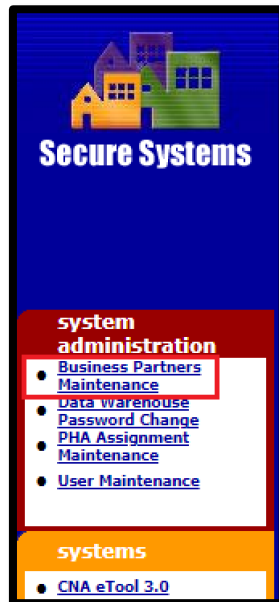 Secure Systems
system
administration
Business Partners
Maintenance
Data Warehouse
Password Change
PHA Assignment
Maintenance
User Maintenance
systems
CNA eTool 3.0